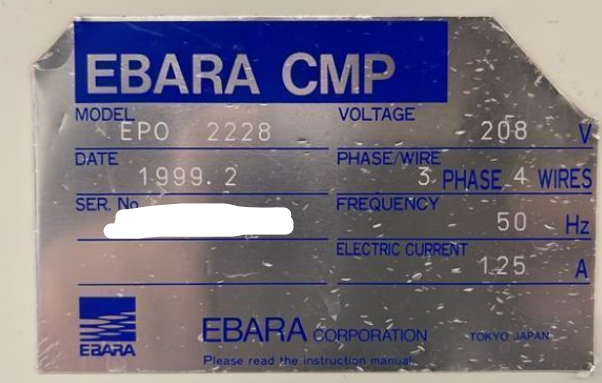 EBARA CMP
MODEL EPO 2228
VOLTAGE 208 V
DATE 1999.2
PHASE/WIRE 3 PHASE 4 WIRES
SER. No.
FREQUENCY 50 Hz
ELECTRIC CURRENT 125 A
EBARA
EBARA CORPORATION TOKYO JAPAN
Please read the instruction manual